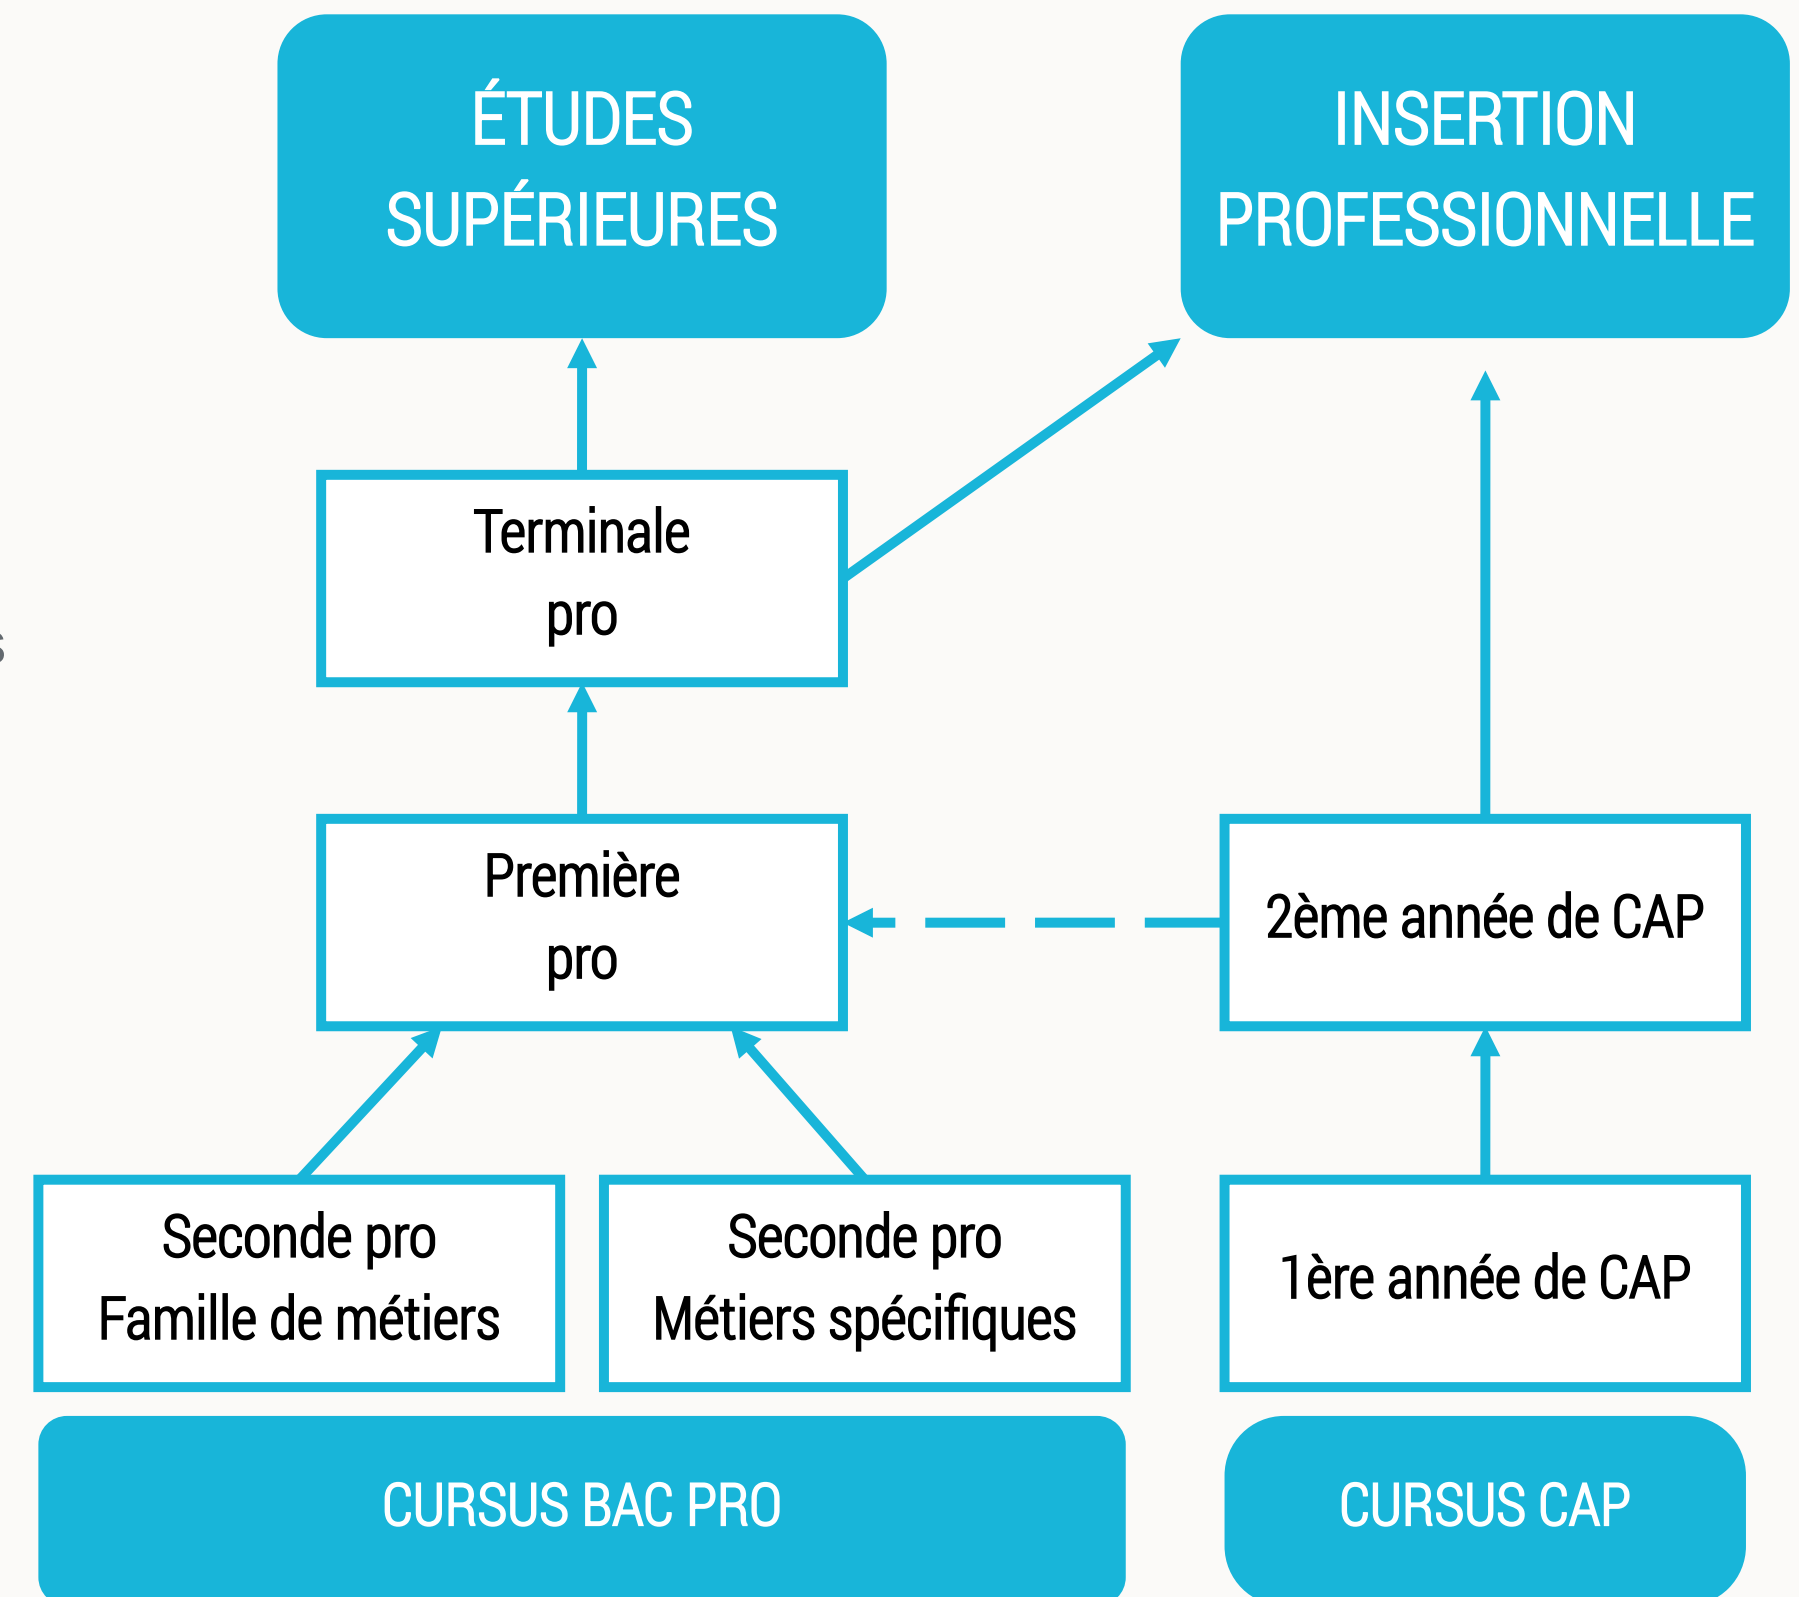 ÉTUDES
SUPÉRIEURES
INSERTION
PROFESSIONNELLE
Terminale
pro
s
Première
pro
2ème année de CAP
Seconde pro
Famille de métiers
Seconde pro
Métiers spécifiques
1ère année de CAP
CURSUS BAC PRO
CURSUS CAP